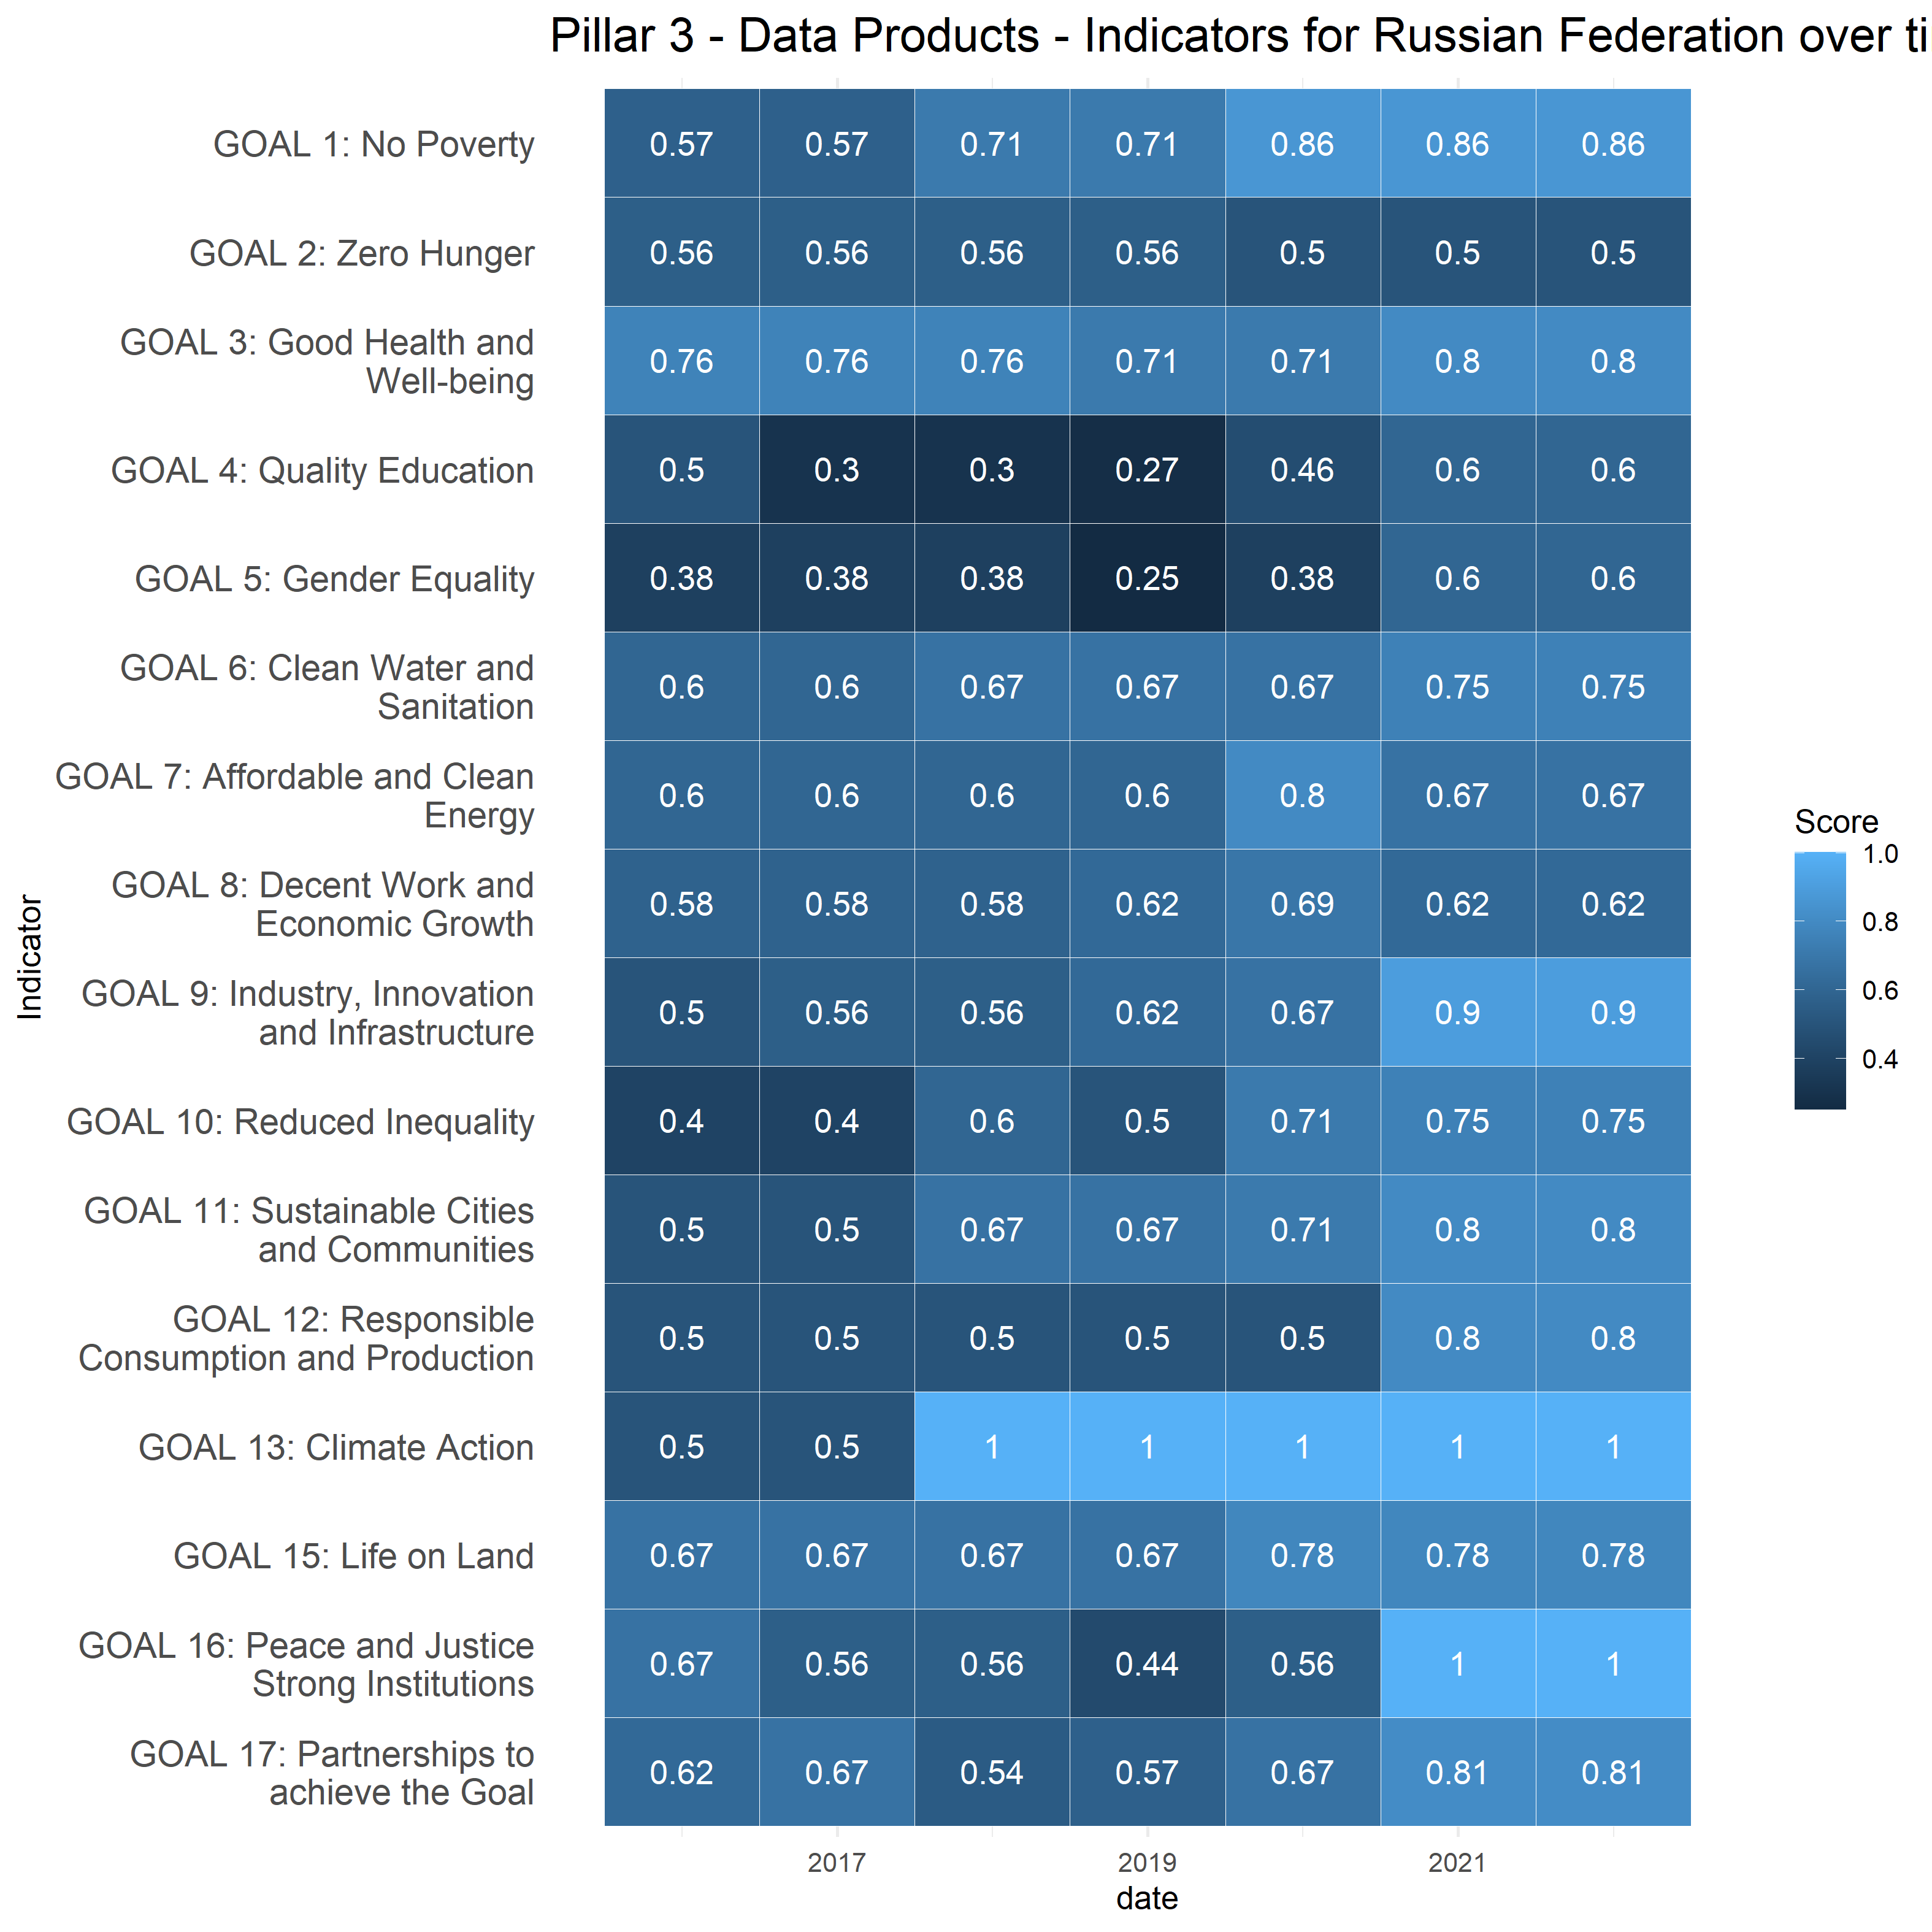 Pillar 3 - Data Products - Indicators for Russian Federation over ti
GOAL 1: No Poverty
0.57 0.57 0.71 0.71 0.86 0.86 0.86
GOAL 2: Zero Hunger
0.56 0.56 0.56 0.56 0.5 0.5 0.5
GOAL 3: Good Health and
Well-being
0.76 0.76 0.76 0.71 0.71 0.8 0.8
GOAL 4: Quality Education
0.5 0.3 0.3 0.27 0.46 0.6 0.6
GOAL 5: Gender Equality
0.38 0.38 0.38 0.25 0.38 0.6 0.6
GOAL 6: Clean Water and
Sanitation
0.6 0.6 0.67 0.67 0.67 0.75 0.75
GOAL 7: Affordable and Clean
Energy
0.6 0.6 0.6 0.6 0.8 0.67 0.67
GOAL 8: Decent Work and
Economic Growth
0.58 0.58 0.58 0.62 0.69 0.62 0.62
GOAL 9: Industry, Innovation
and Infrastructure
0.5 0.56 0.56 0.62 0.67 0.9 0.9
GOAL 10: Reduced Inequality
0.4 0.4 0.6 0.5 0.71 0.75 0.75
GOAL 11: Sustainable Cities
and Communities
0.5 0.5 0.67 0.67 0.71 0.8 0.8
GOAL 12: Responsible
Consumption and Production
0.5 0.5 0.5 0.5 0.5 0.8 0.8
GOAL 13: Climate Action
0.5 0.5 1 1 1 1 1
GOAL 15: Life on Land
0.67 0.67 0.67 0.67 0.78 0.78 0.78
GOAL 16: Peace and Justice
Strong Institutions
0.67 0.56 0.56 0.44 0.56 1 1
GOAL 17: Partnerships to
achieve the Goal
0.62 0.67 0.54 0.57 0.67 0.81 0.81
2017 2019 2021
date
Indicator
Score
1.0
0.8
0.6
0.4